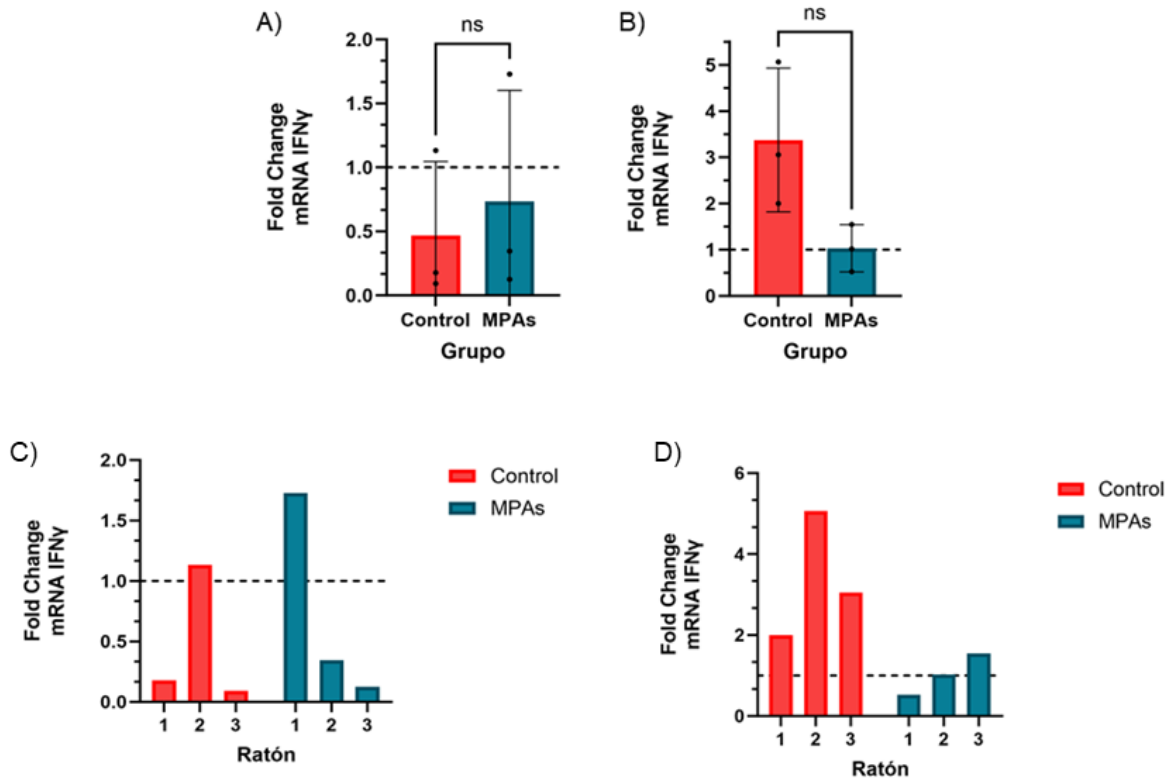 A)
ns
2.0
1.5
1.0
0.5
0.0
Fold Change
mRNA IFNγ
Control MPAs
Grupo
B)
ns
5
4
3
2
1
0
Fold Change
mRNA IFNγ
Control MPAs
Grupo
C)
2.0
1.5
1.0
0.5
0.0
Fold Change
mRNA IFNγ
1 2 3 1 2 3
Ratón
Control
MPAs
D)
6
4
2
0
Fold Change
mRNA IFNγ
1 2 3 1 2 3
Ratón
Control
MPAs